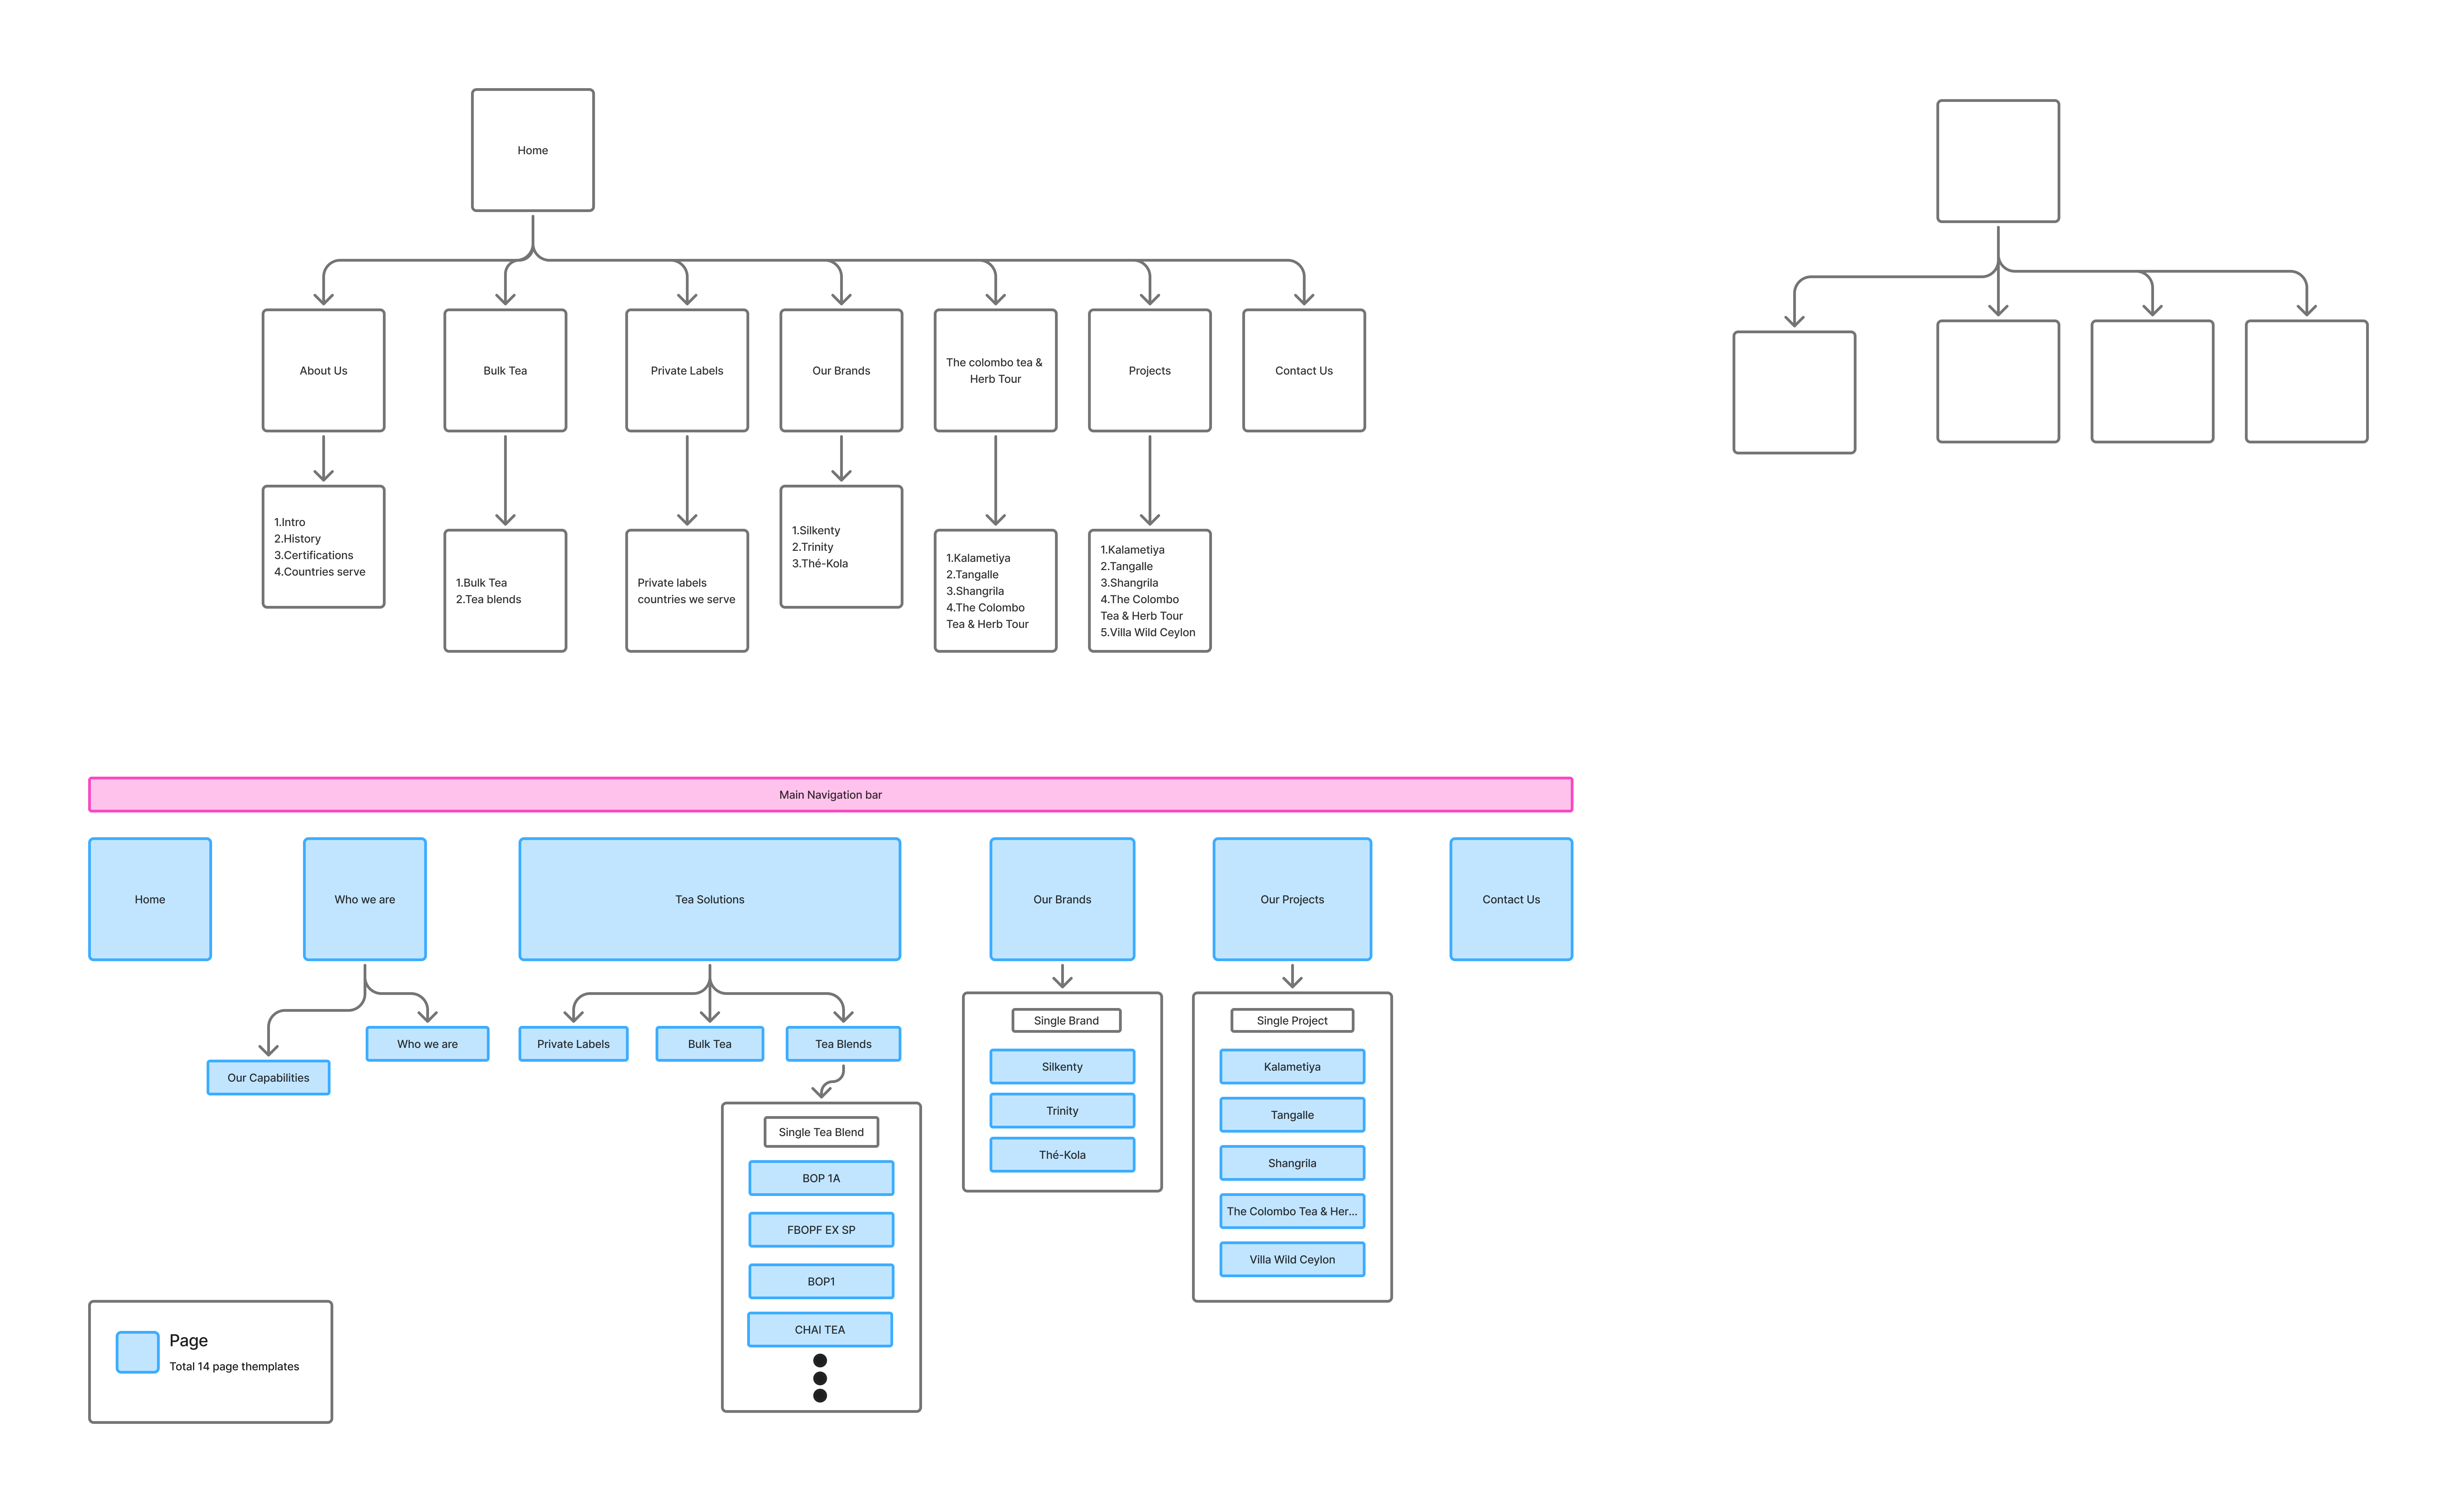 Home
About Us
Bulk Tea
Private Labels
Our Brands
The colombo tea &
Herb Tour
Projects
Contact Us
1.Intro
2.History
3.Certifications
4.Countries serve
1.Bulk Tea
2.Tea blends
Private labels
countries we serve
1.Silkenty
2.Trinity
3.Thé-Kola
1.Kalametiya
2.Tangalle
3.Shangrila
4.The Colombo
Tea & Herb Tour
1.Kalametiya
2.Tangalle
3.Shangrila
4.The Colombo
Tea & Herb Tour
5.Villa Wild Ceylon
Main Navigation bar
Home
Who we are
Tea Solutions
Our Brands
Our Projects
Contact Us
Our Capabilities
Who we are
Private Labels
Bulk Tea
Tea Blends
Single Tea Blend
BOP 1A
FBOPF EX SP
BOP1
CHAI TEA
Single Brand
Silkenty
Trinity
Thé-Kola
Single Project
Kalametiya
Tangalle
Shangrila
The Colombo Tea & Her...
Villa Wild Ceylon
Page
Total 14 page themplates